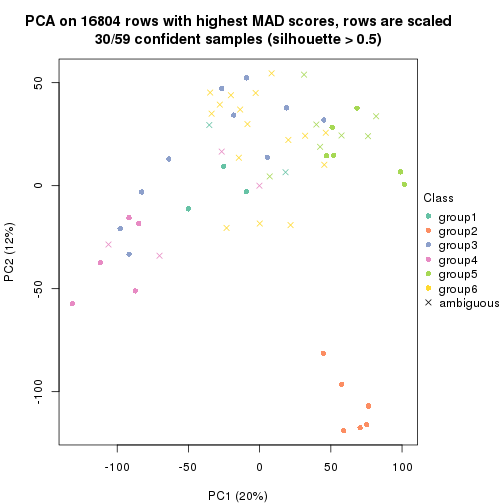 PCA on 16804 rows with highest MAD scores, rows are scaled
30/59 confident samples (silhouette > 0.5)
50
0
-50
-100
PC2 (12%)
-100
-50
0
50
100
PC1 (20%)
Class
group1
group2
group3
group4
group5
group6
ambiguous